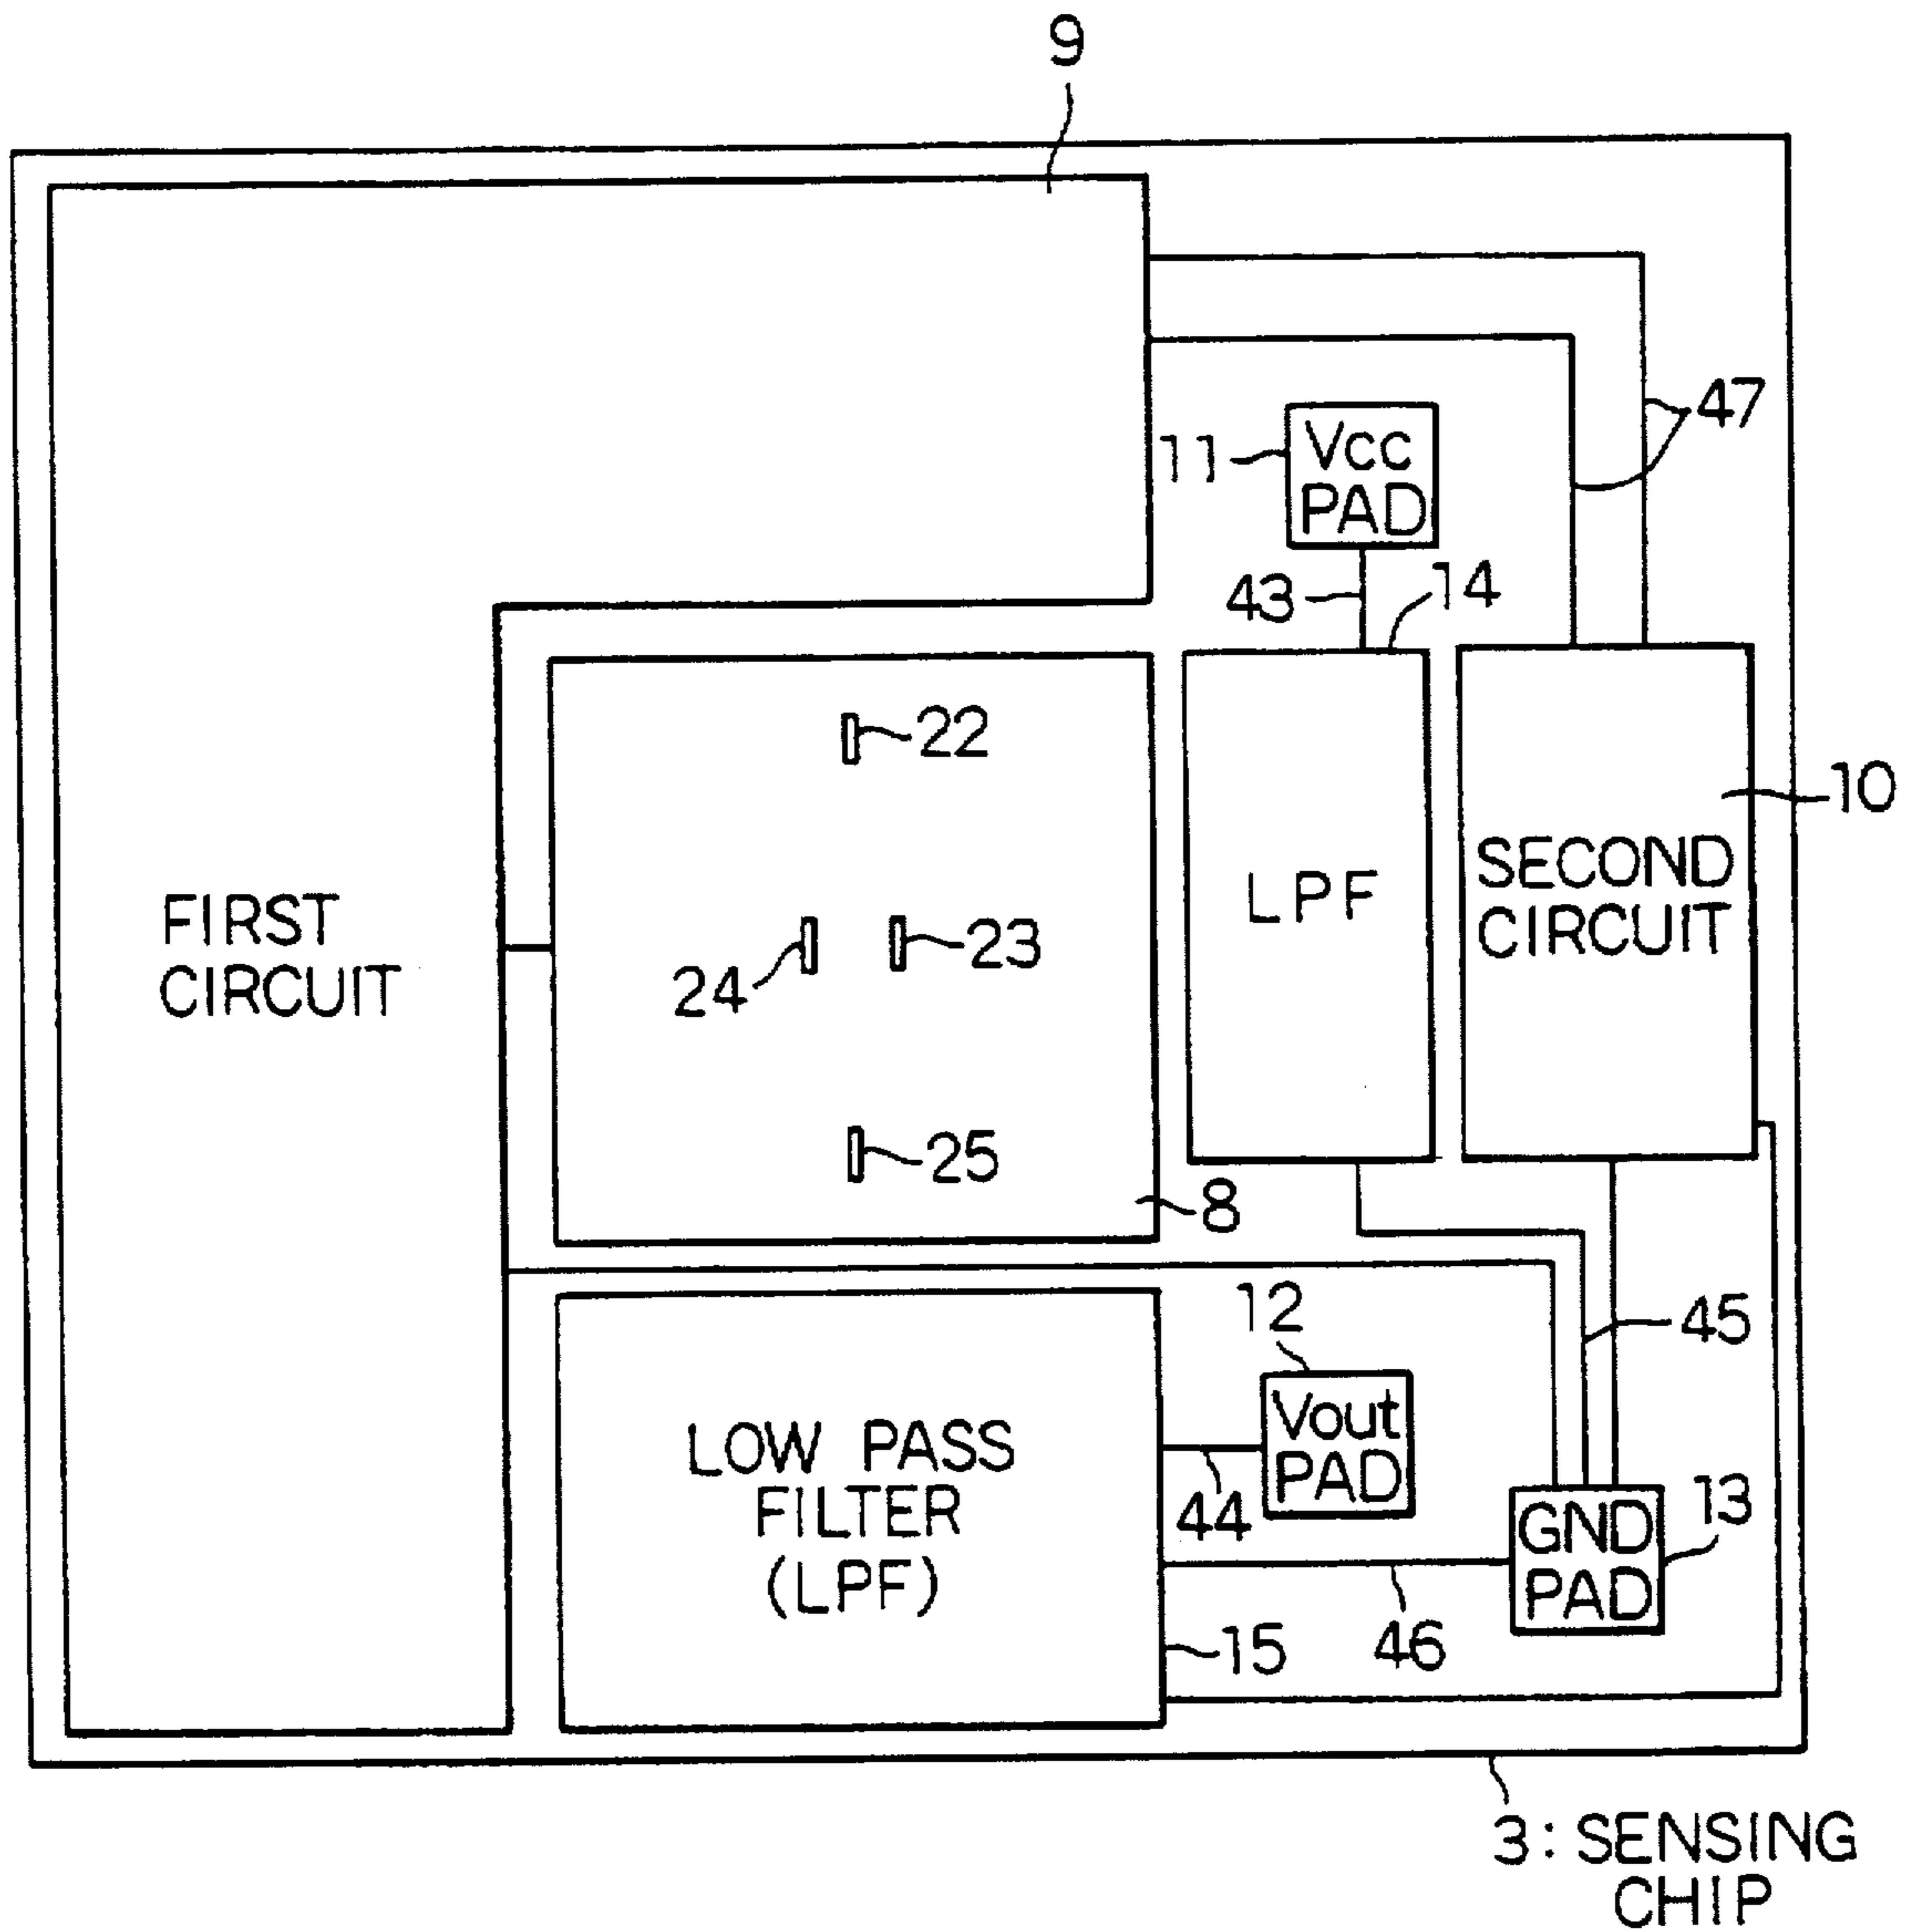 9
47
11
Vcc
PAD
43
14
22
10
SECOND
CIRCUIT
LPF
FIRST
CIRCUIT
24
23
25
8
12
45
Vout
PAD
LOW PASS
FILTER
(LPF)
44
GND
PAD
13
46
15
3: SENSING
CHIP